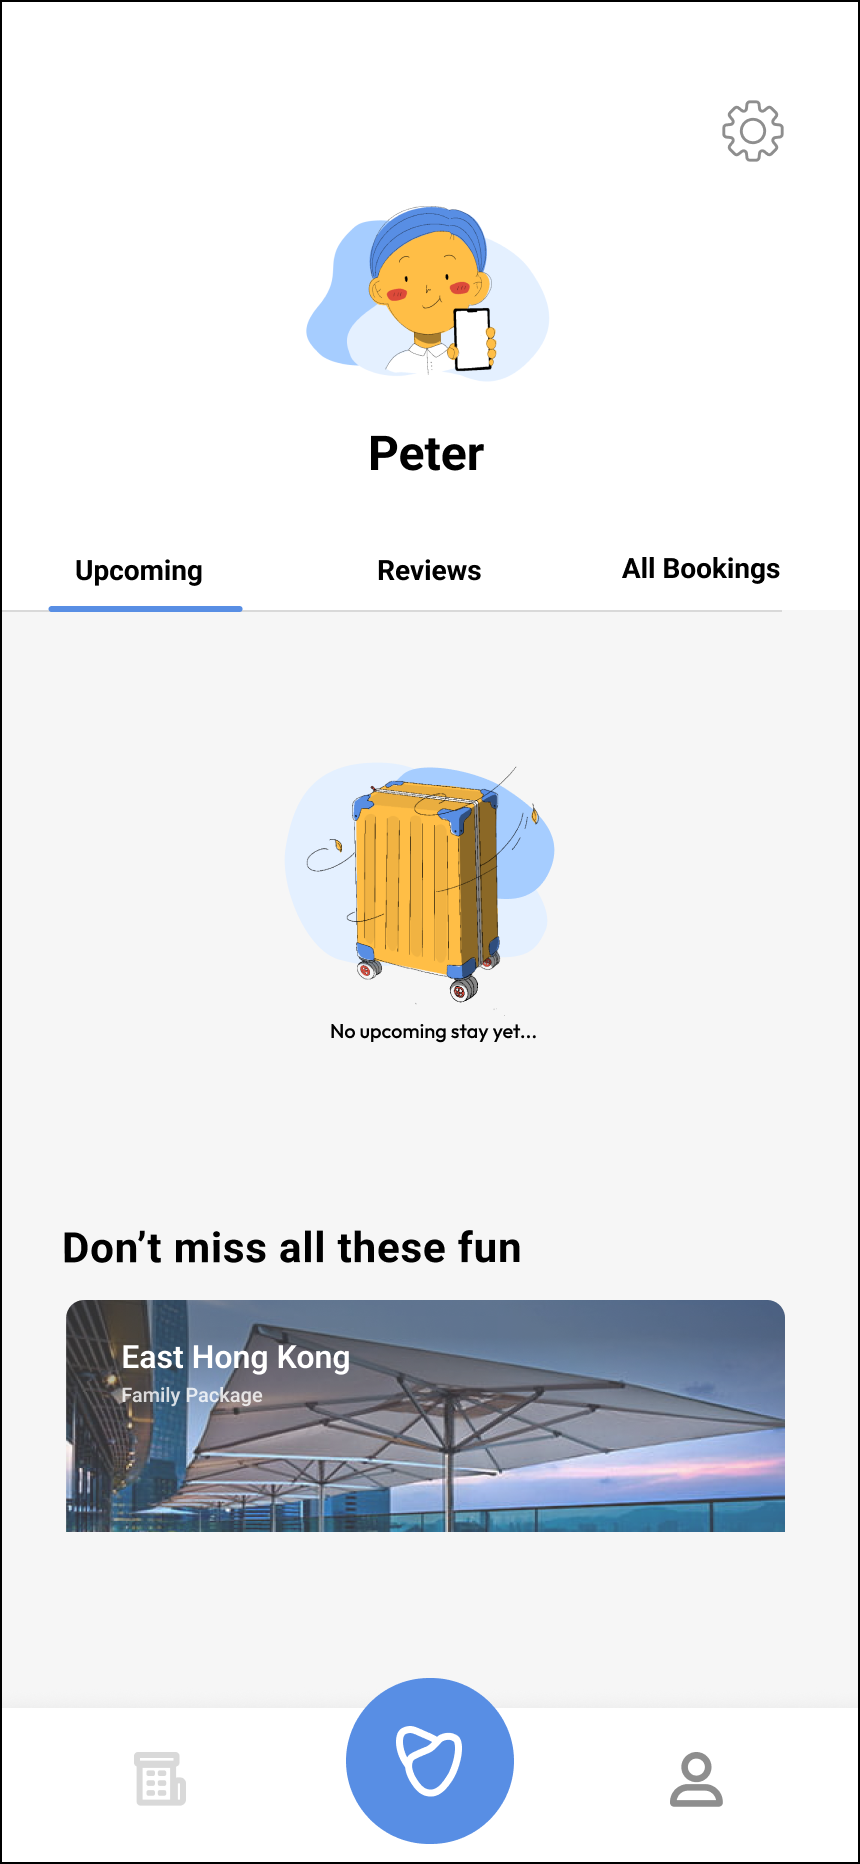 Peter
Upcoming
Reviews
All Bookings
No upcoming stay yet...
Don’t miss all these fun
East Hong Kong
Family Package